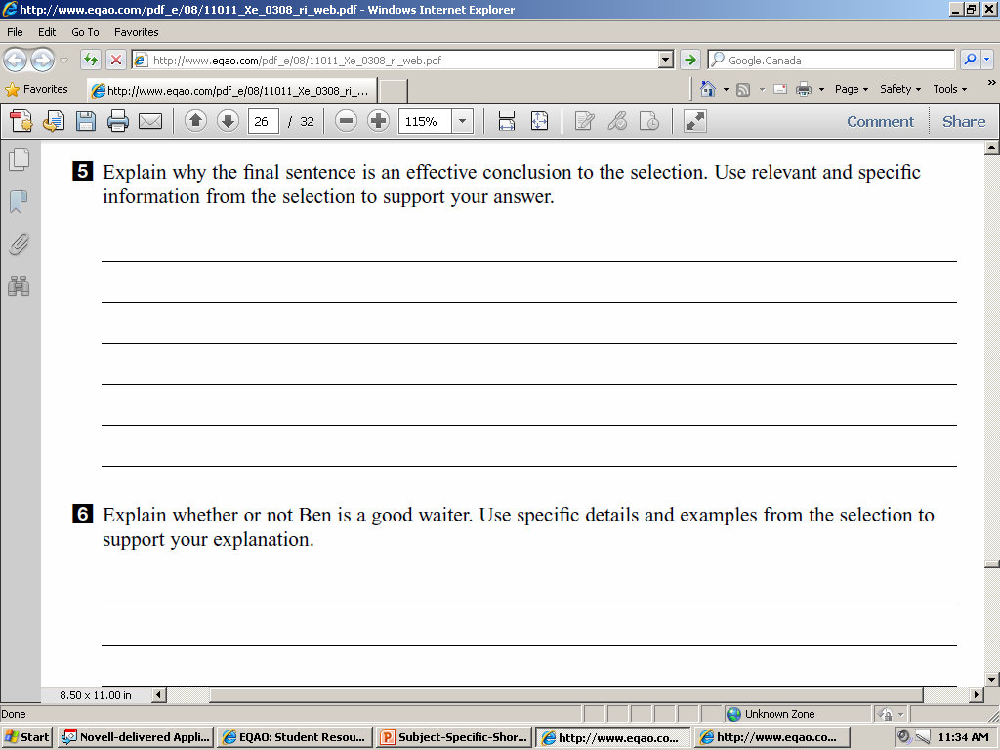 http://www.eqao.com/pdf_e/08/11011_Xe_0308_ri_web.pdf - Windows Internet Explorer
File Edit Go To Favorites
http://www.eqao.com/pdf_e/08/11011_Xe_0308_ri_web.pdf Google.Canada
Favorites http://www.eqao.com/pdf_e/08/11011_Xe_0308_ri_... Page Safety Tools »
26 / 32 115% Comment Share
5 Explain why the final sentence is an effective conclusion to the selection. Use relevant and specific
information from the selection to support your answer.
6 Explain whether or not Ben is a good waiter. Use specific details and examples from the selection to
support your explanation.
8.50 x 11.00 in
Done Unknown Zone
Start Novell-delivered Appli... EQAO: Student Resou... Subject-Specific-Shor... http://www.eqao.co... http://www.eqao.co... 11:34 AM